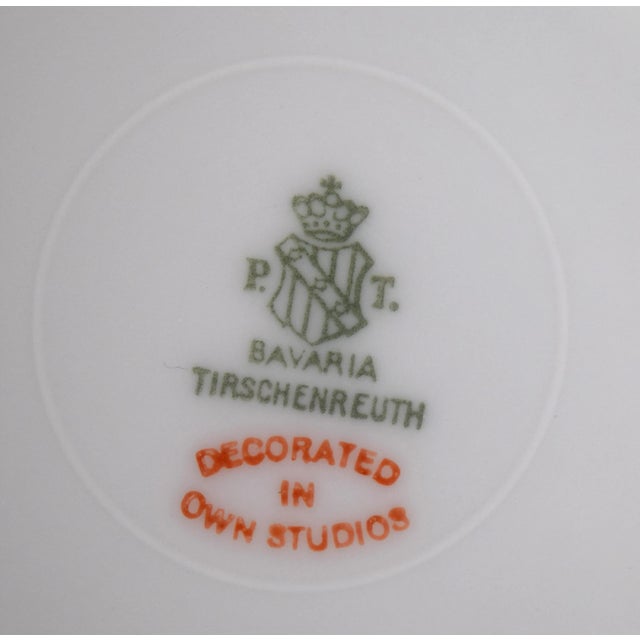 P. T.
BAVARIA
TIRSCHENREUTH
DECORATED
IN
OWN STUDIOS